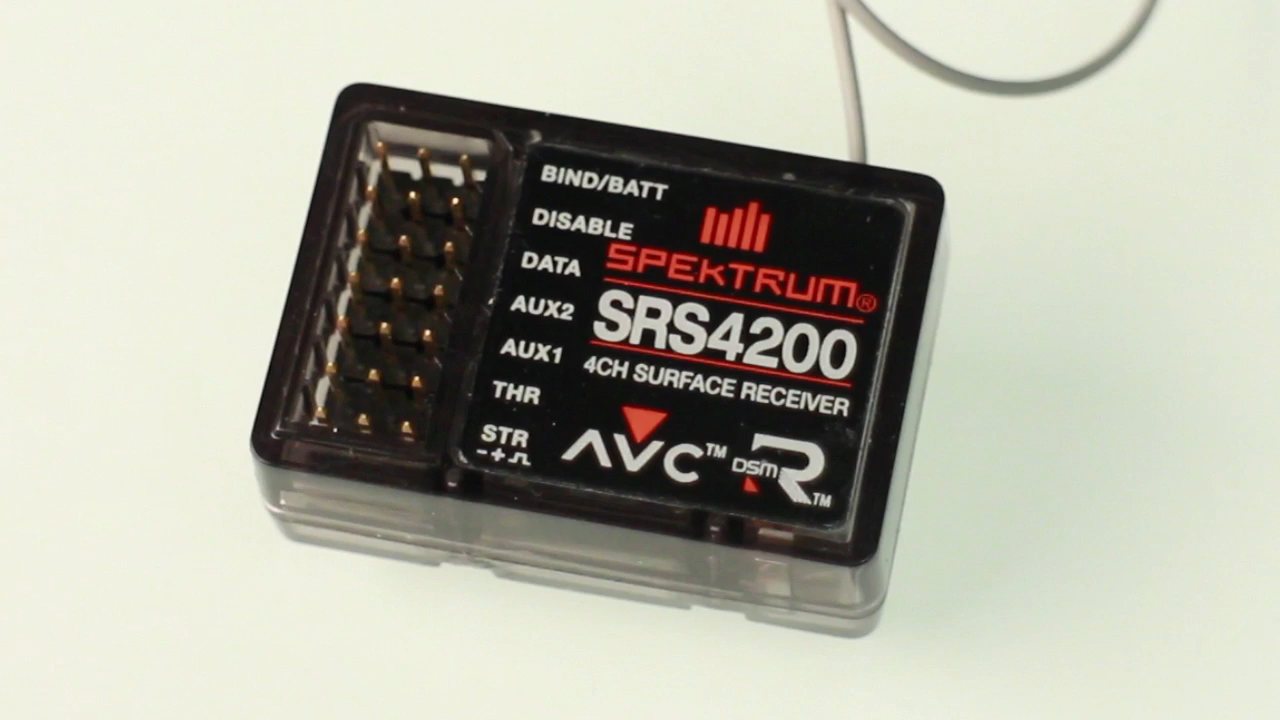 BIND/BATT
DISABLE
DATA
AUX2
AUX1
THR
STR
- +
SPEKTRUM®
SRS4200
4CH SURFACE RECEIVER
AVC™
DSM R™